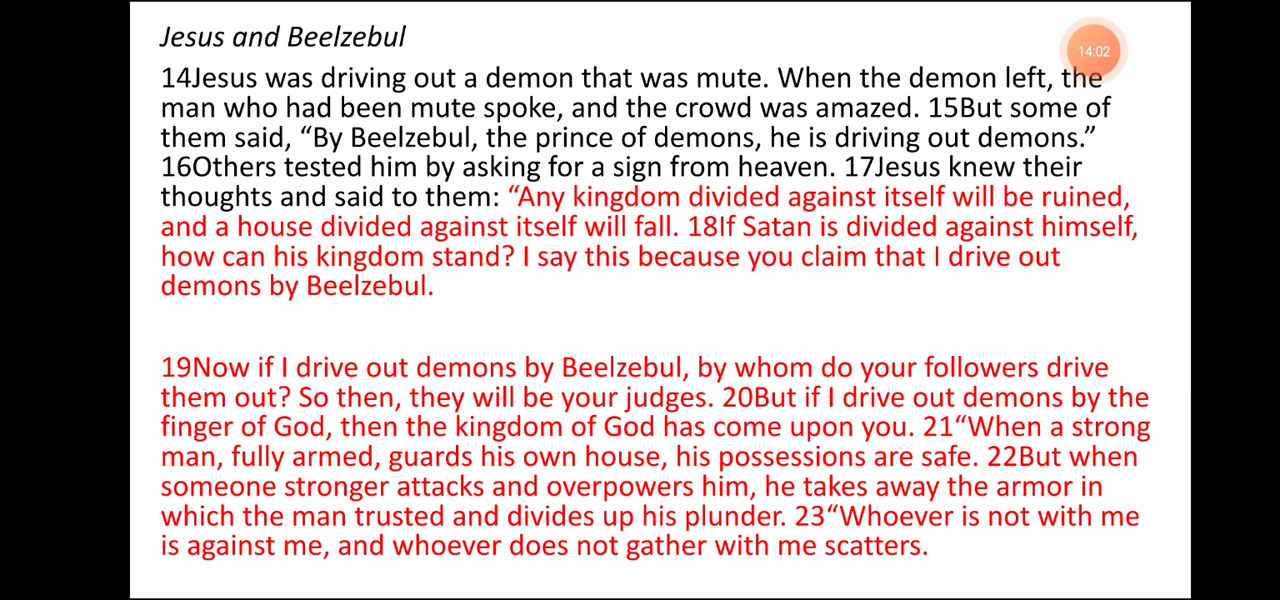 Jesus and Beelzebul
14:02
14Jesus was driving out a demon that was mute. When the demon left, the
man who had been mute spoke, and the crowd was amazed. 15But some of
them said, “By Beelzebul, the prince of demons, he is driving out demons.”
16Others tested him by asking for a sign from heaven. 17Jesus knew their
thoughts and said to them: “Any kingdom divided against itself will be ruined,
and a house divided against itself will fall. 18If Satan is divided against himself,
how can his kingdom stand? I say this because you claim that I drive out
demons by Beelzebul.
19Now if I drive out demons by Beelzebul, by whom do your followers drive
them out? So then, they will be your judges. 20But if I drive out demons by the
finger of God, then the kingdom of God has come upon you. 21“When a strong
man, fully armed, guards his own house, his possessions are safe. 22But when
someone stronger attacks and overpowers him, he takes away the armor in
which the man trusted and divides up his plunder. 23“Whoever is not with me
is against me, and whoever does not gather with me scatters.